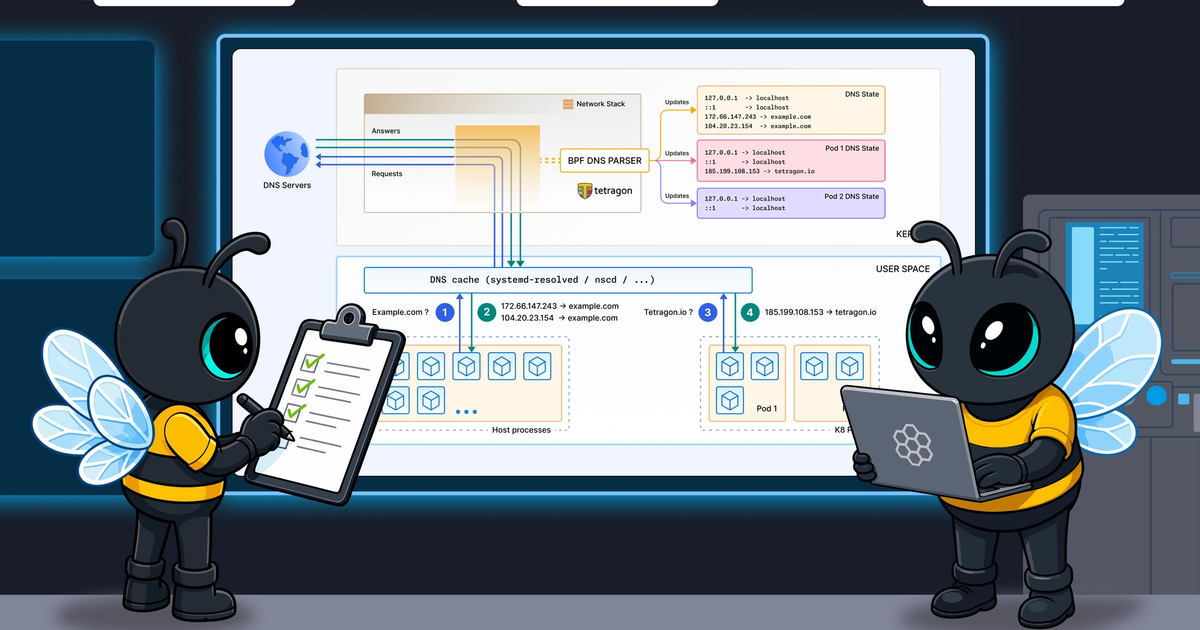 Network Stack
Answers
Requests
DNS Servers
BPF DNS PARSER
tetragon
Updates
Updates
Updates
DNS State
127.0.0.1 -> localhost
::1 -> localhost
172.66.147.243 -> example.com
104.20.23.154 -> example.com
Pod 1 DNS State
127.0.0.1 -> localhost
::1 -> localhost
185.199.108.153 -> tetragon.io
Pod 2 DNS State
127.0.0.1 -> localhost
::1 -> localhost
USER SPACE
DNS cache (systemd-resolved / nscd / ...)
Example.com ? 1
2 172.66.147.243 → example.com
104.20.23.154 → example.com
Tetragon.io ? 3
4 185.199.108.153 → tetragon.io
Pod 1
Host processes
K8